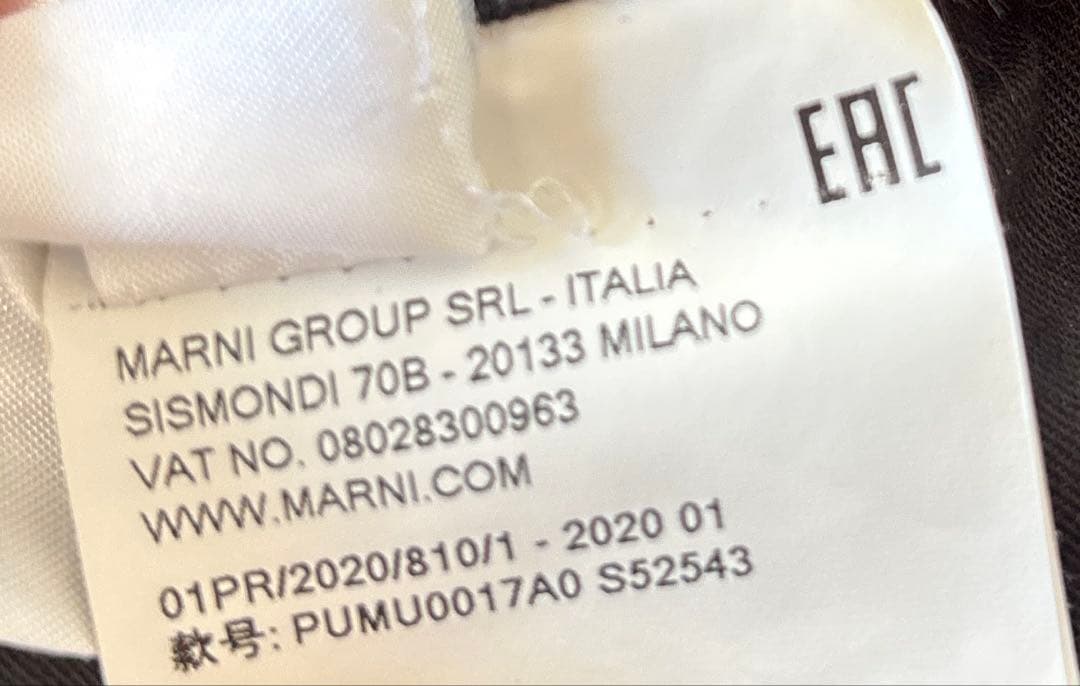 EAC
MARNI GROUP SRL - ITALIA
SISMONDI 70B - 20133 MILANO
VAT NO. 08028300963
WWW.MARNI.COM
01PR/2020/810/1 - 2020 01
款号: PUMU0017A0 S52543